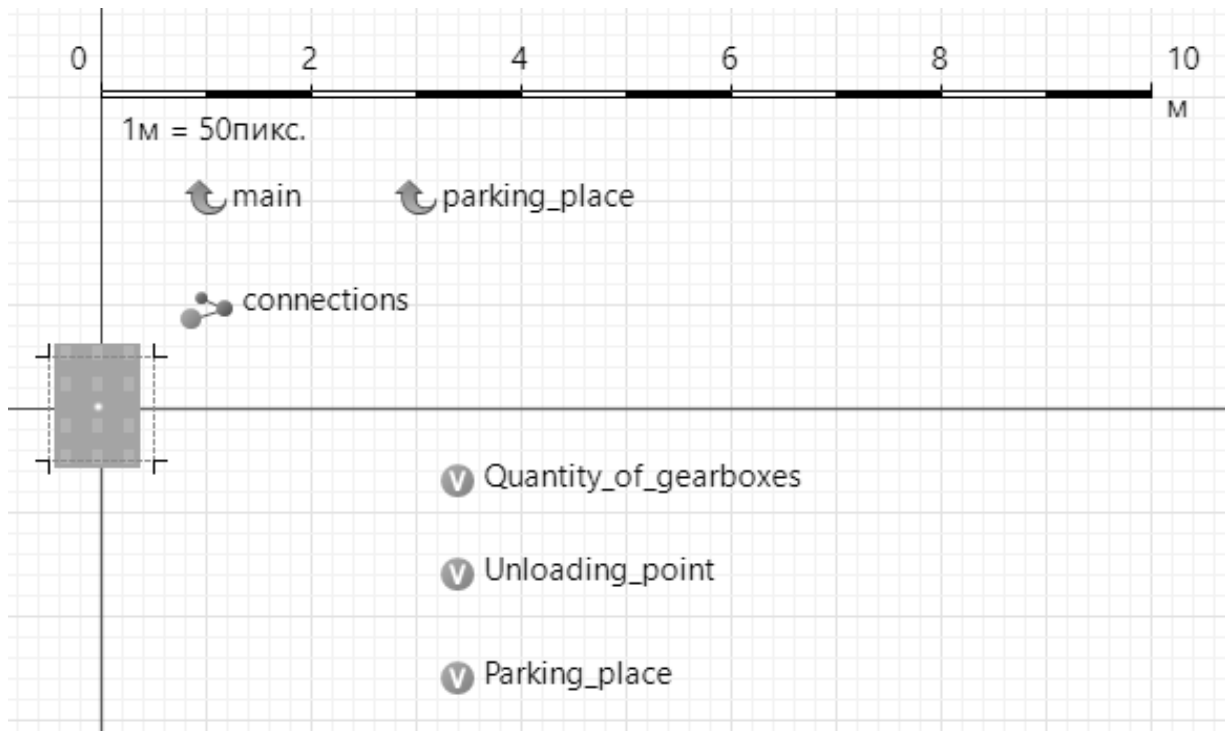 0 2 4 6 8 10
м
1м = 50пикс.
main parking_place
connections
V Quantity_of_gearboxes
V Unloading_point
V Parking_place